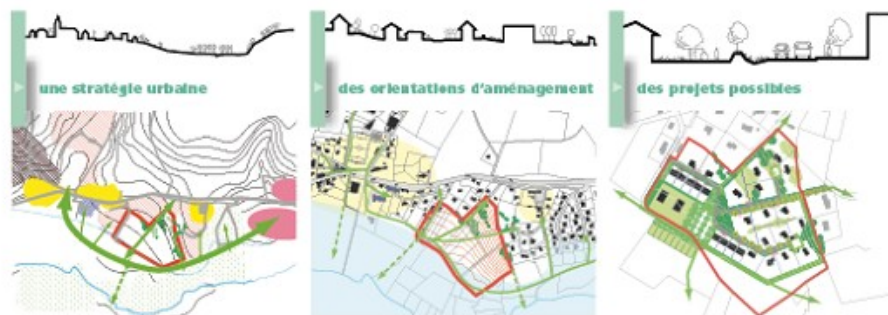 une stratégie urbaine
des orientations d'aménagement
des projets possibles